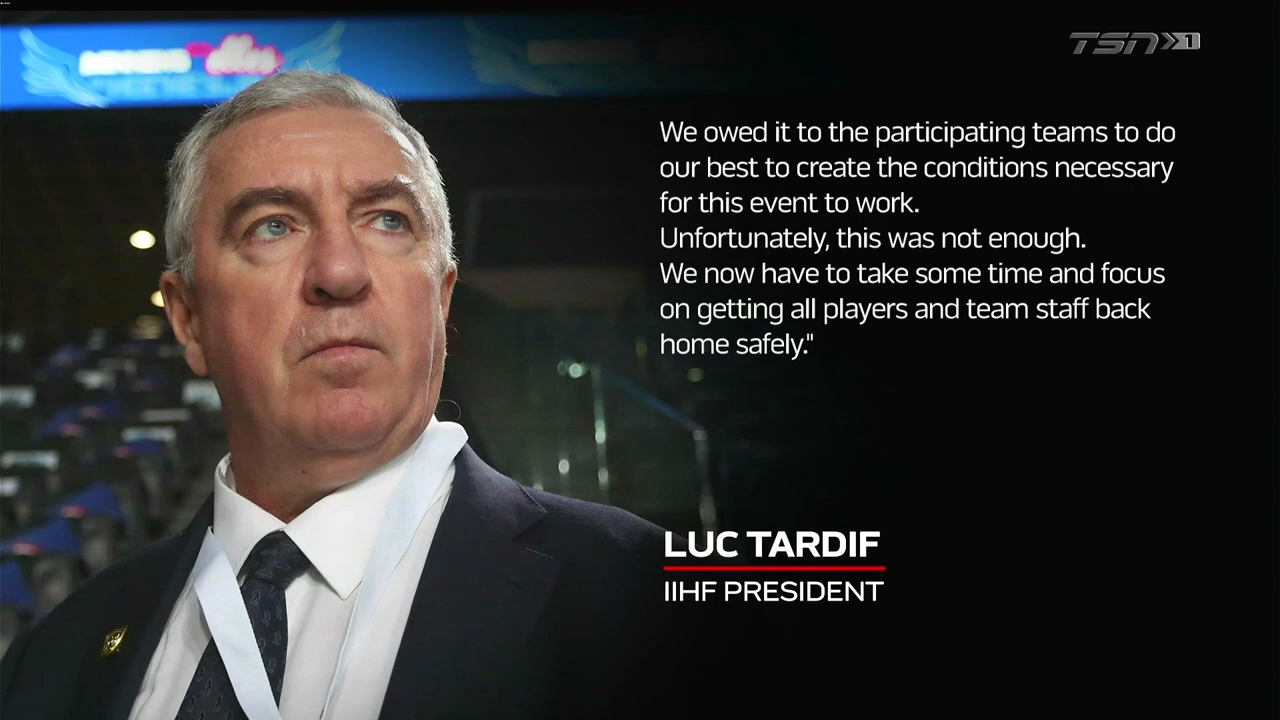 TSN 1
We owed it to the participating teams to do
our best to create the conditions necessary
for this event to work.
Unfortunately, this was not enough.
We now have to take some time and focus
on getting all players and team staff back
home safely."
LUC TARDIF
IIHF PRESIDENT